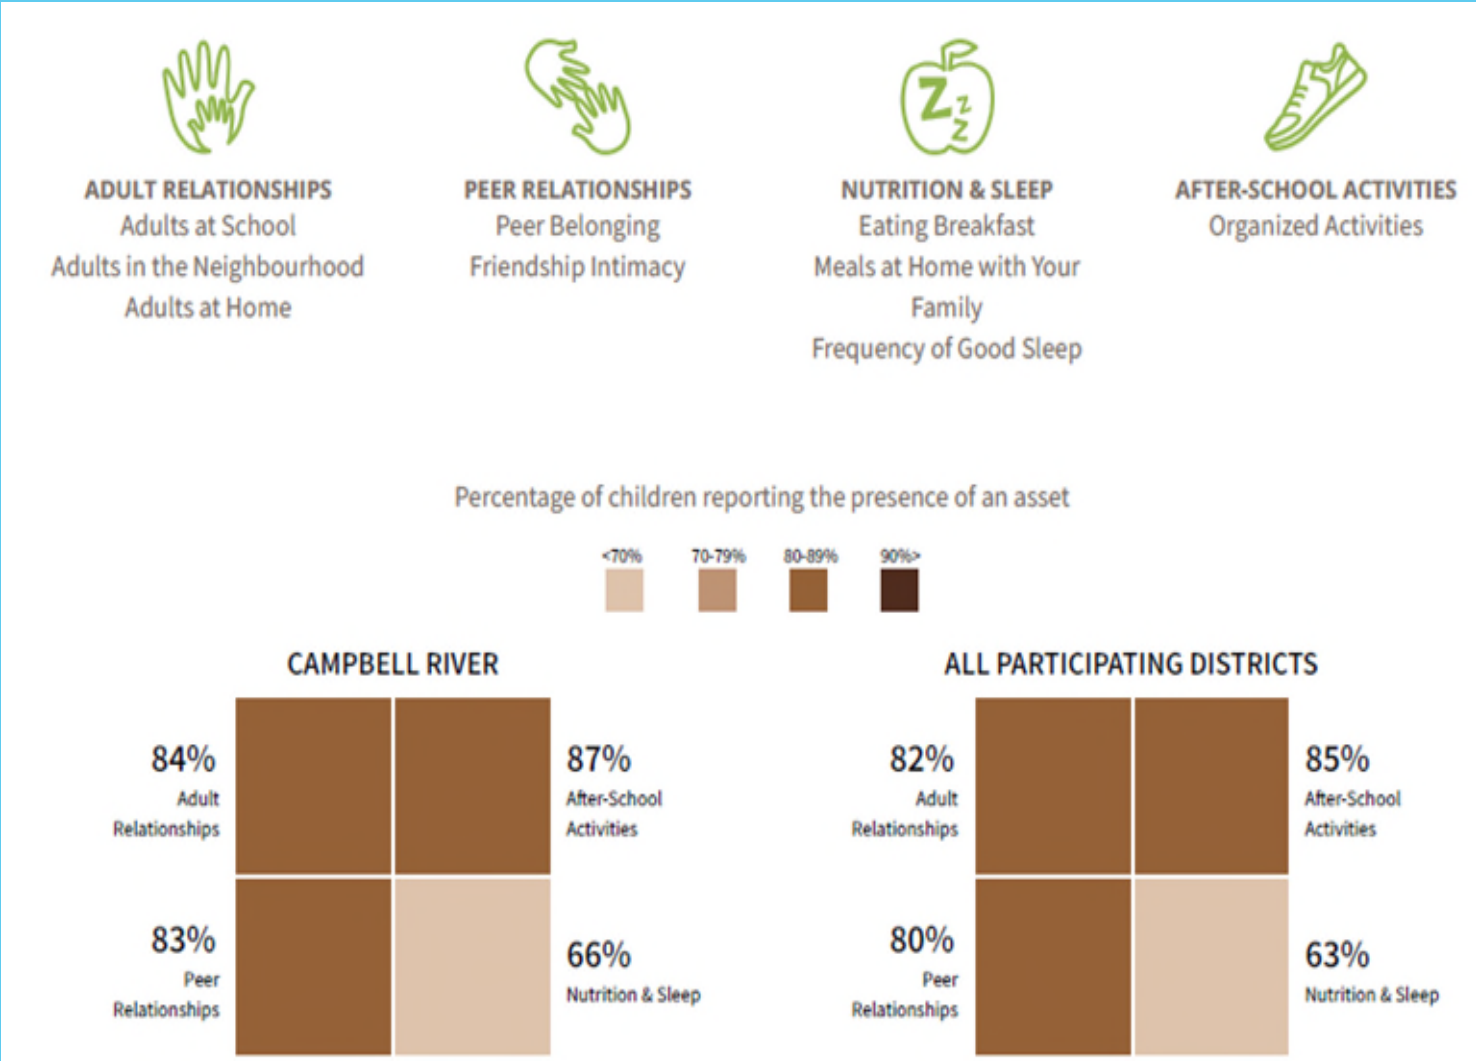 Z
z
z
ADULT RELATIONSHIPS
Adults at School
Adults in the Neighbourhood
Adults at Home
PEER RELATIONSHIPS
Peer Belonging
Friendship Intimacy
NUTRITION & SLEEP
Eating Breakfast
Meals at Home with Your
Family
Frequency of Good Sleep
AFTER-SCHOOL ACTIVITIES
Organized Activities
Percentage of children reporting the presence of an asset
<70%
70-79%
80-89%
90%>
CAMPBELL RIVER
84%
Adult
Relationships
87%
After-School
Activities
83%
Peer
Relationships
66%
Nutrition & Sleep
ALL PARTICIPATING DISTRICTS
82%
Adult
Relationships
85%
After-School
Activities
80%
Peer
Relationships
63%
Nutrition & Sleep